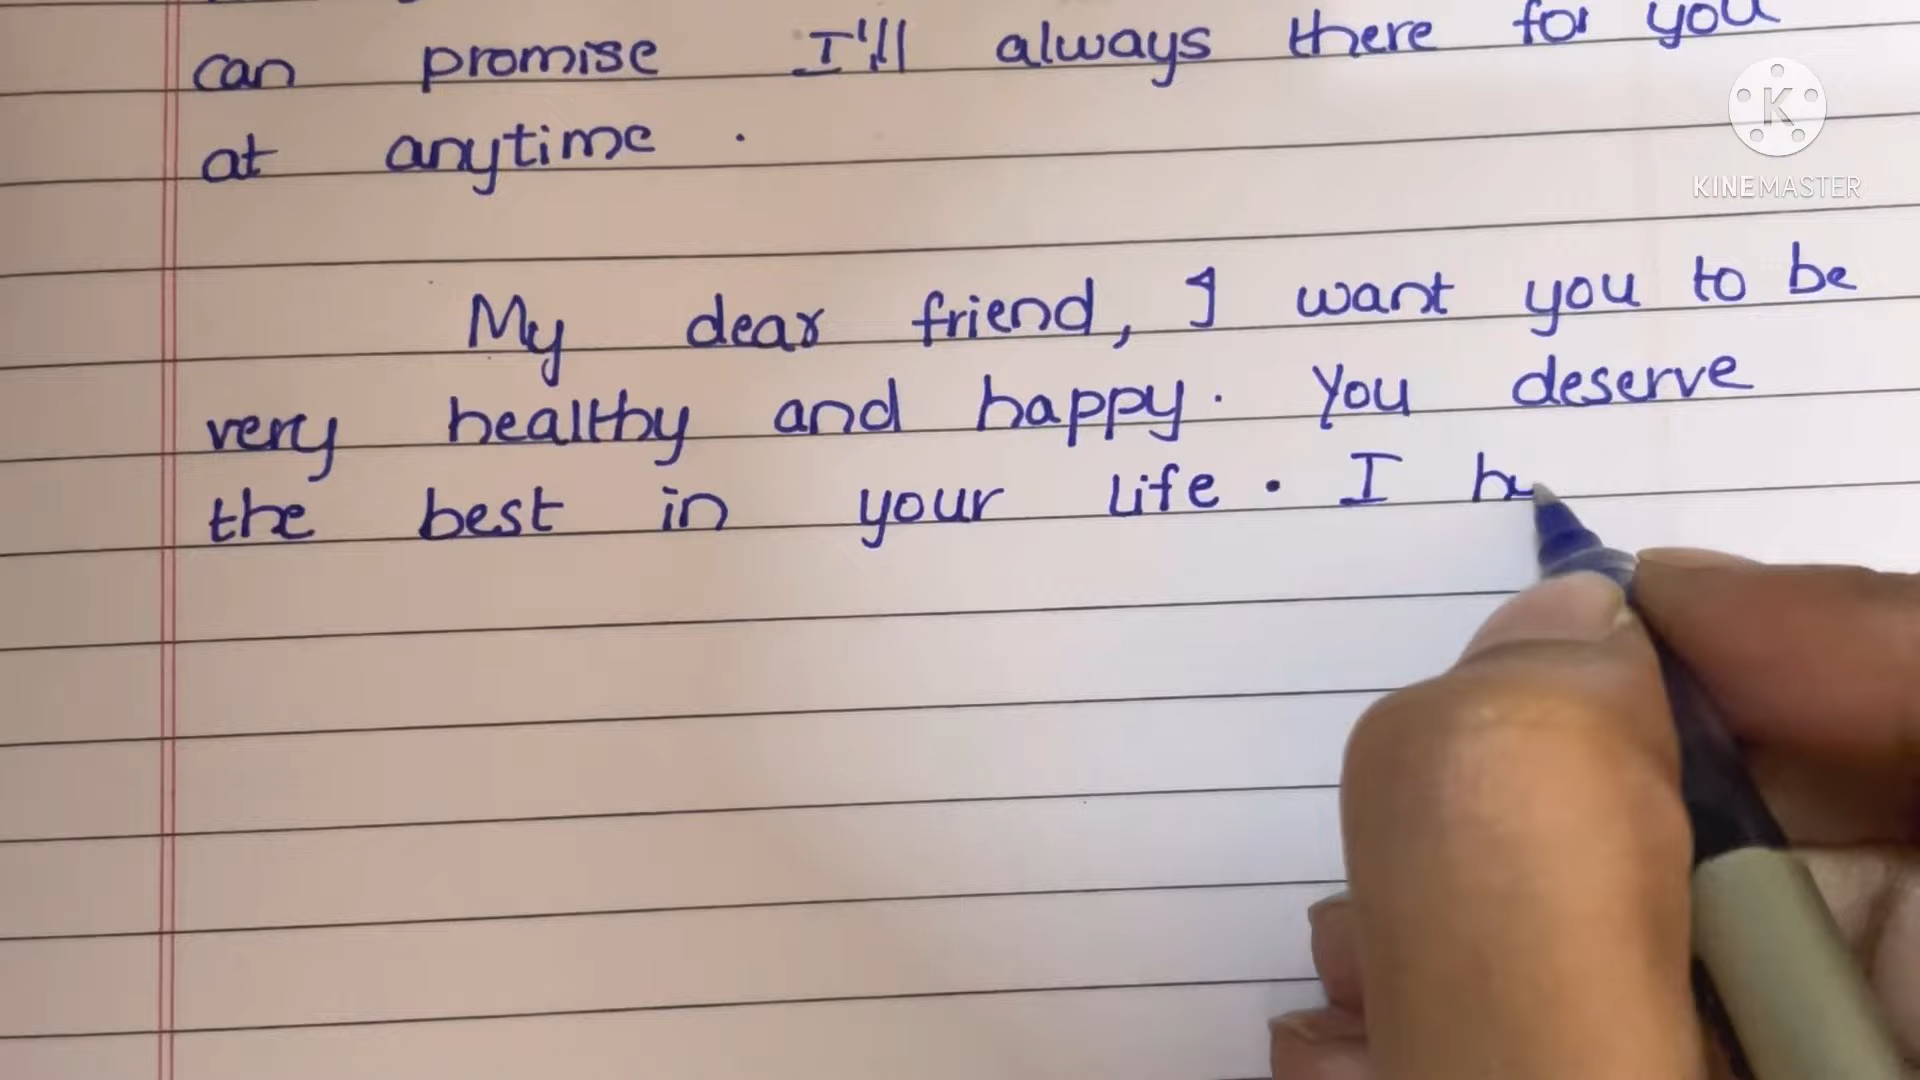 can promise I'll always there for you
at anytime .
K
KINEMASTER
My dear friend, I want you to be
very healthy and happy. You deserve
the best in your life. I